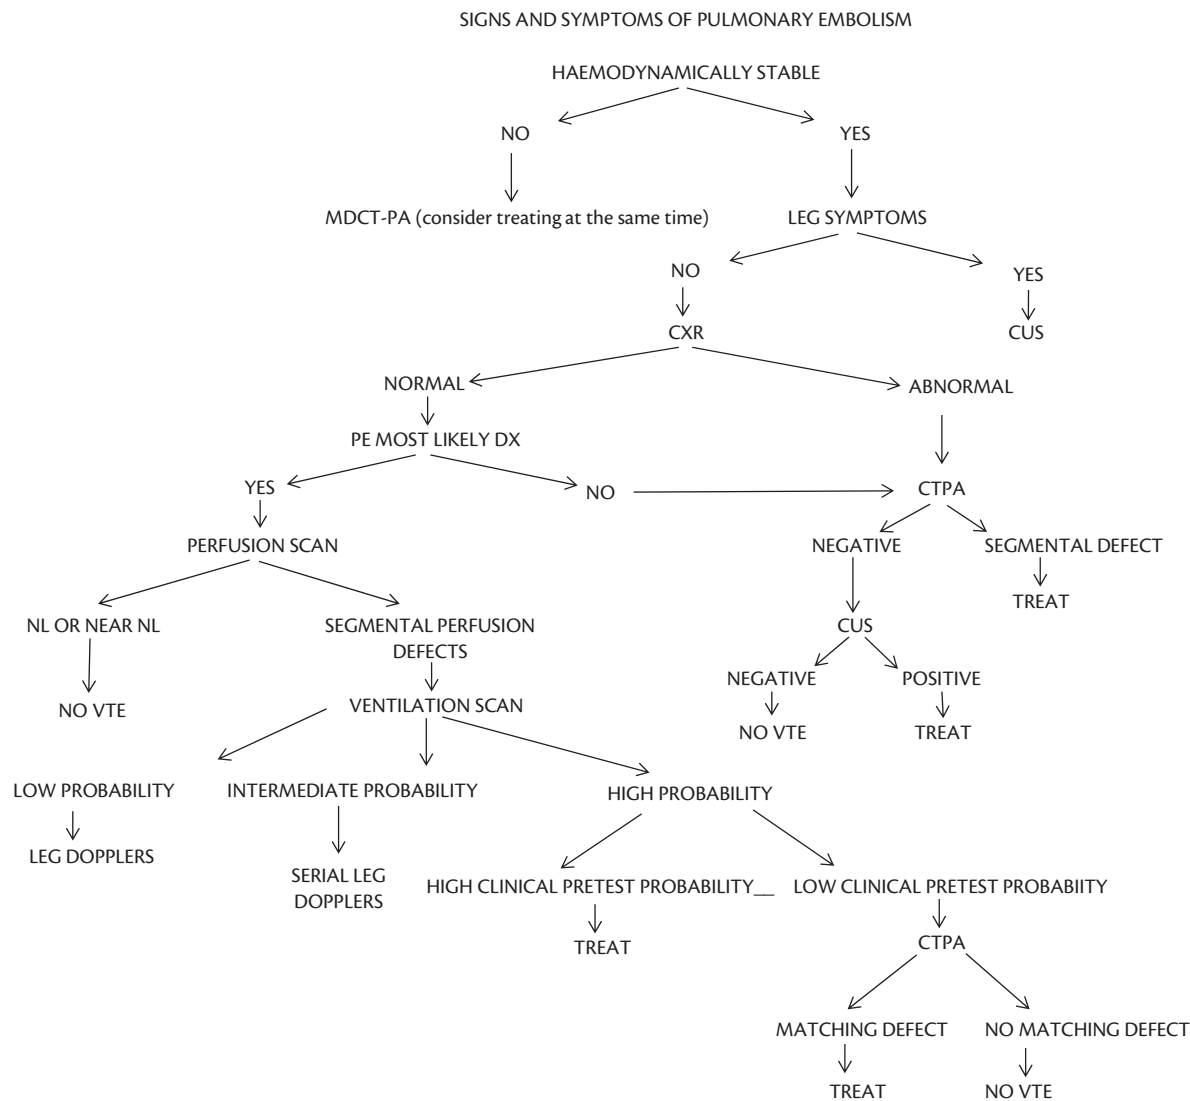 SIGNS AND SYMPTOMS OF PULMONARY EMBOLISM
HAEMODYNAMICALLY STABLE
NO
YES
MDCT-PA (consider treating at the same time)
LEG SYMPTOMS
NO
YES
CXR
CUS
NORMAL
ABNORMAL
PE MOST LIKELY DX
YES
NO
CTPA
PERFUSION SCAN
NEGATIVE
SEGMENTAL DEFECT
TREAT
NL OR NEAR NL
SEGMENTAL PERFUSION
DEFECTS
CUS
NEGATIVE
POSITIVE
NO VTE
VENTILATION SCAN
NO VTE
TREAT
LOW PROBABILITY
INTERMEDIATE PROBABILITY
HIGH PROBABILITY
LEG DOPPLERS
SERIAL LEG
DOPPLERS
HIGH CLINICAL PRETEST PROBABILITY__
LOW CLINICAL PRETEST PROBABIITY
TREAT
CTPA
MATCHING DEFECT
NO MATCHING DEFECT
TREAT
NO VTE